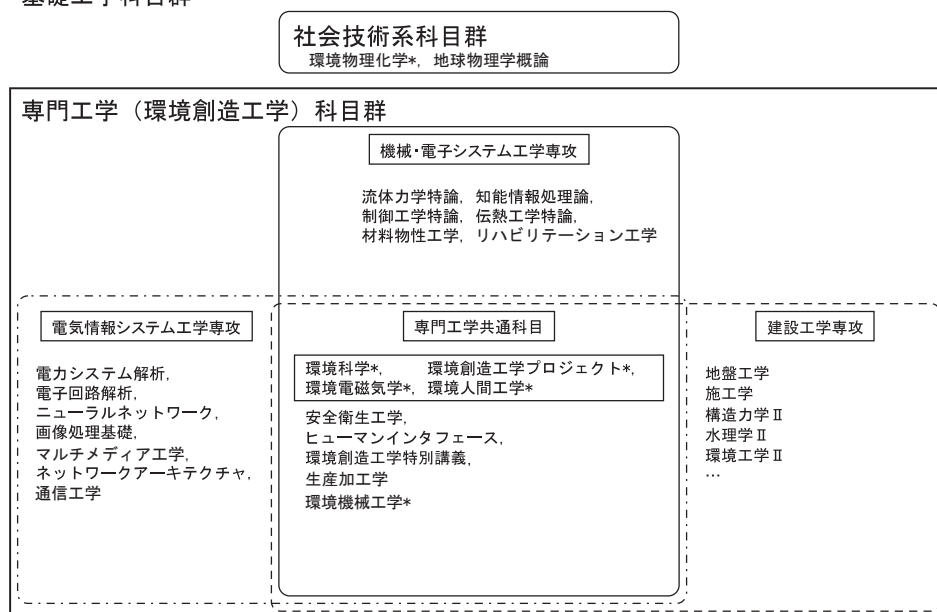 基礎工学科目群
社会技術系科目群
環境物理化学*, 地球物理学概論
専門工学（環境創造工学）科目群
機械・電子システム工学専攻
流体力学特論, 知能情報処理論,
制御工学特論, 伝熱工学特論,
材料物性工学, リハビリテーション工学
電気情報システム工学専攻
電力システム解析,
電子回路解析,
ニューラルネットワーク,
画像処理基礎,
マルチメディア工学,
ネットワークアーキテクチャ,
通信工学
専門工学共通科目
環境科学*, 環境創造工学プロジェクト*,
環境電磁気学*, 環境人間工学*
安全衛生工学,
ヒューマンインタフェース,
環境創造工学特別講義,
生産加工学
環境機械工学*
建設工学専攻
地盤工学
施工学
構造力学Ⅱ
水理学Ⅱ
環境工学Ⅱ
…